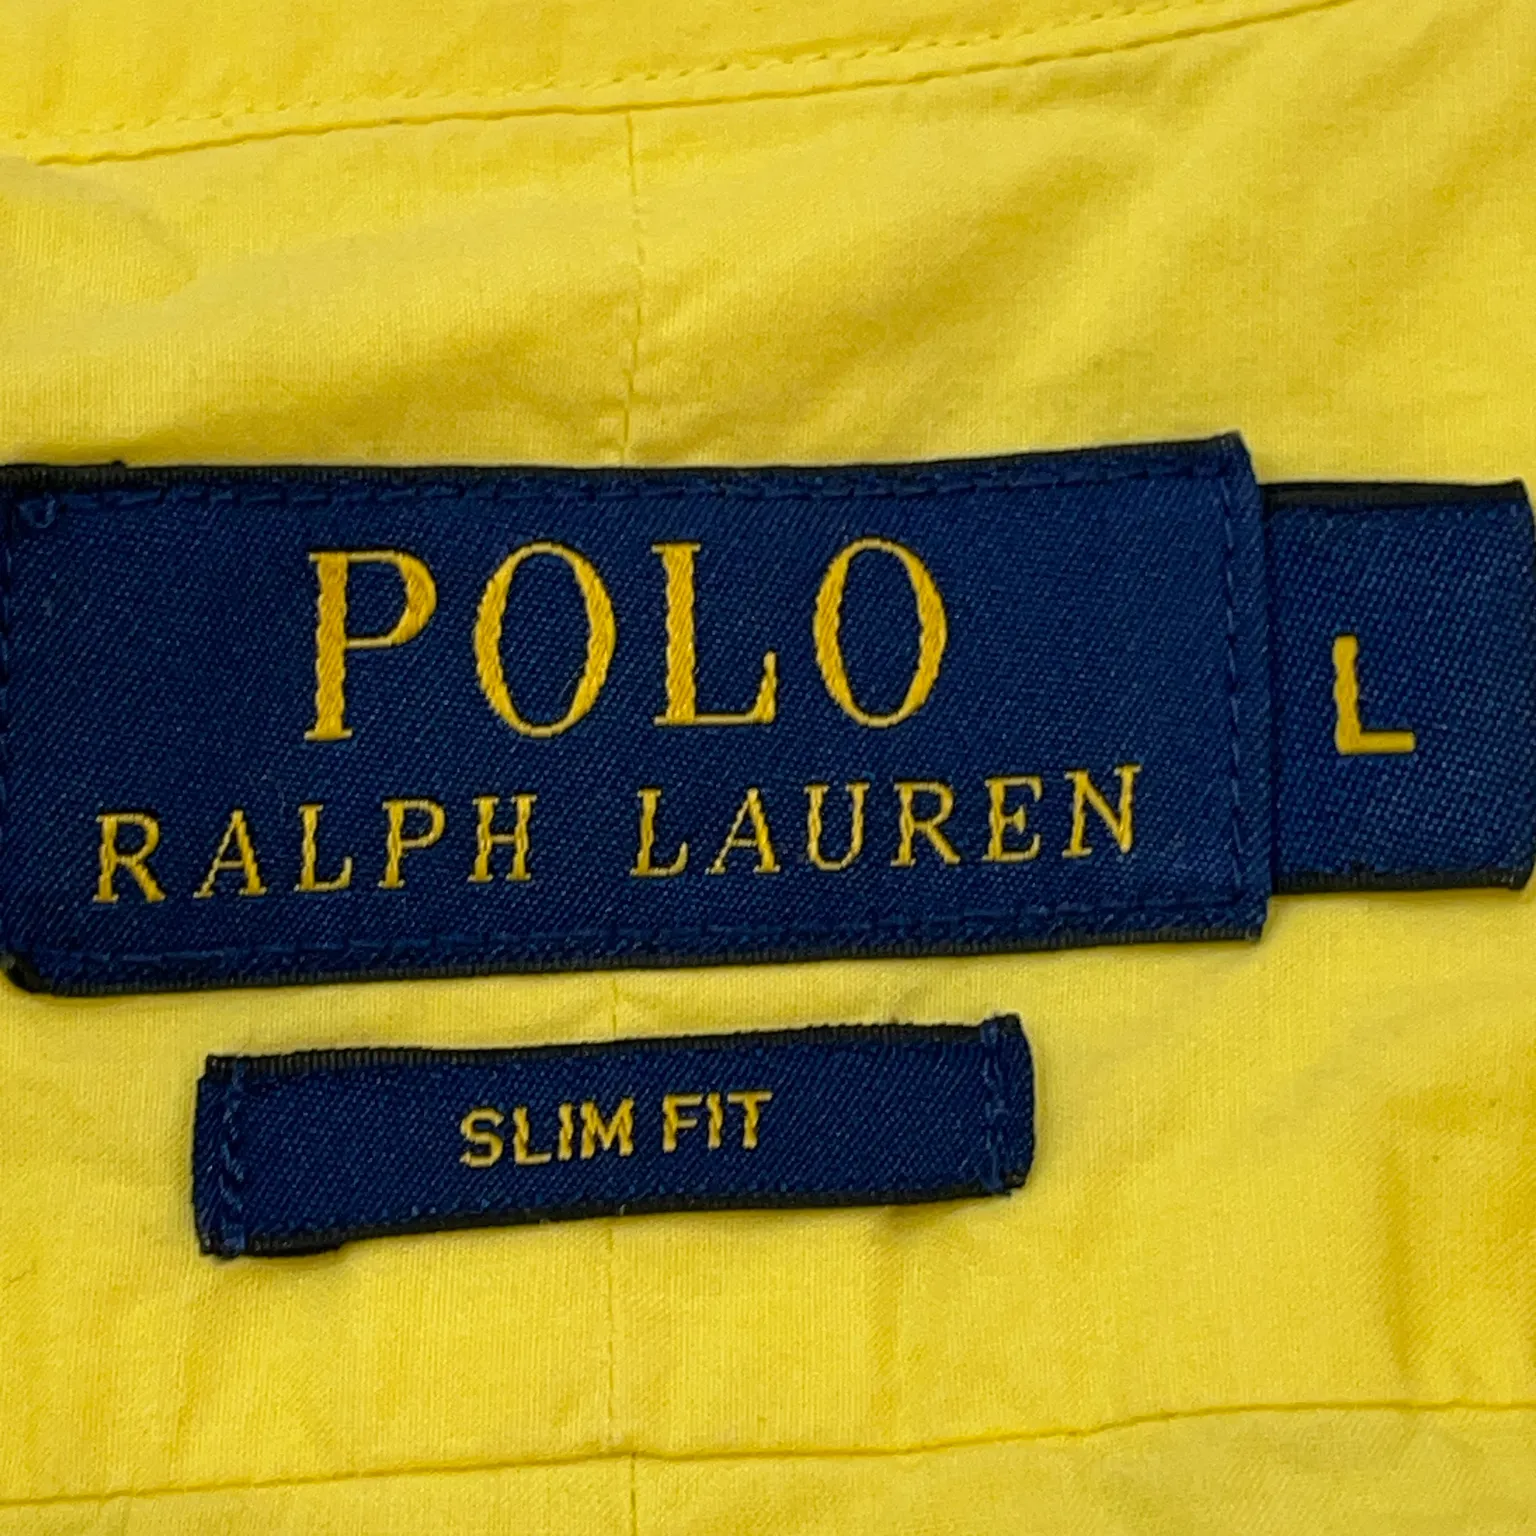 POLO
RALPH LAUREN
L
SLIM FIT